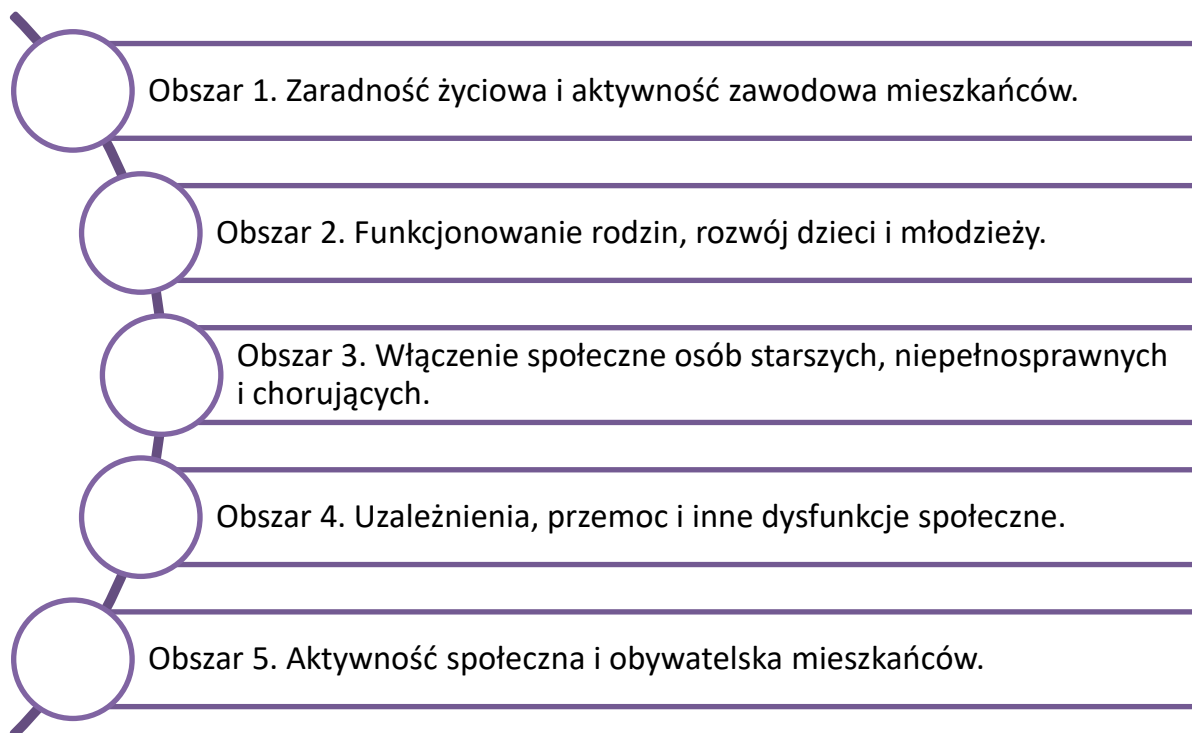 Obszar 1. Zaradność życiowa i aktywność zawodowa mieszkańców.
Obszar 2. Funkcjonowanie rodzin, rozwój dzieci i młodzieży.
Obszar 3. Włączenie społeczne osób starszych, niepełnosprawnych
i chorujących.
Obszar 4. Uzależnienia, przemoc i inne dysfunkcje społeczne.
Obszar 5. Aktywność społeczna i obywatelska mieszkańców.